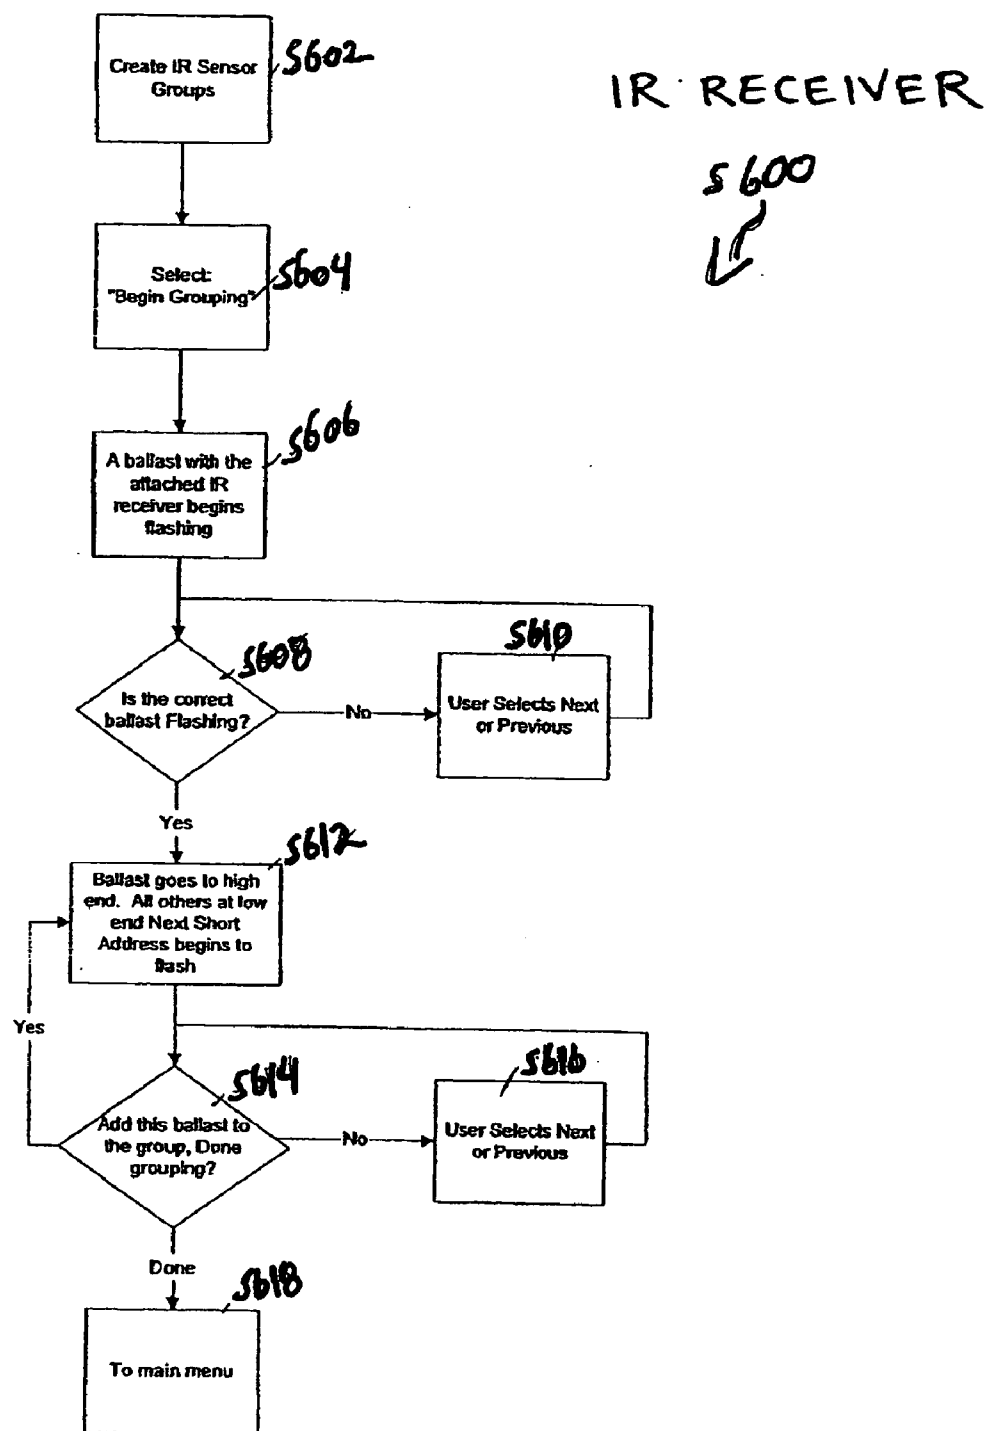 Create IR Sensor
Groups
S602
IR RECEIVER
S600
Select:
"Begin Grouping"
S604
A ballast with the
attached IR
receiver begins
flashing
S606
Is the correct
ballast Flashing?
S608
No
User Selects Next
or Previous
S610
Yes
Ballast goes to high
end. All others at low
end Next Short
Address begins to
flash
S612
Yes
Add this ballast to
the group, Done
grouping?
S614
No
User Selects Next
or Previous
S616
Done
To main menu
S618